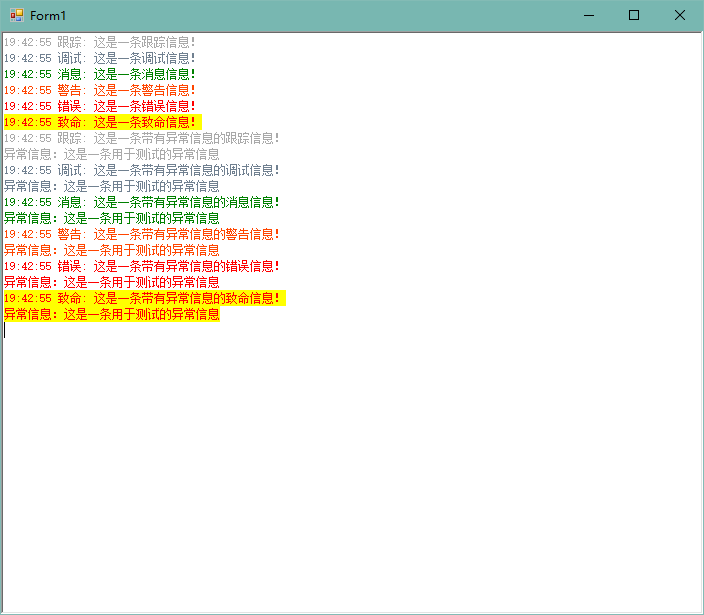 Form1
19:42:55 跟踪: 这是一条跟踪信息!
19:42:55 调试: 这是一条调试信息!
19:42:55 消息: 这是一条消息信息!
19:42:55 警告: 这是一条警告信息!
19:42:55 错误: 这是一条错误信息!
19:42:55 致命: 这是一条致命信息!
19:42:55 跟踪: 这是一条带有异常信息的跟踪信息!
异常信息: 这是一条用于测试的异常信息
19:42:55 调试: 这是一条带有异常信息的调试信息!
异常信息: 这是一条用于测试的异常信息
19:42:55 消息: 这是一条带有异常信息的消息信息!
异常信息: 这是一条用于测试的异常信息
19:42:55 警告: 这是一条带有异常信息的警告信息!
异常信息: 这是一条用于测试的异常信息
19:42:55 错误: 这是一条带有异常信息的错误信息!
异常信息: 这是一条用于测试的异常信息
19:42:55 致命: 这是一条带有异常信息的致命信息!
异常信息: 这是一条用于测试的异常信息